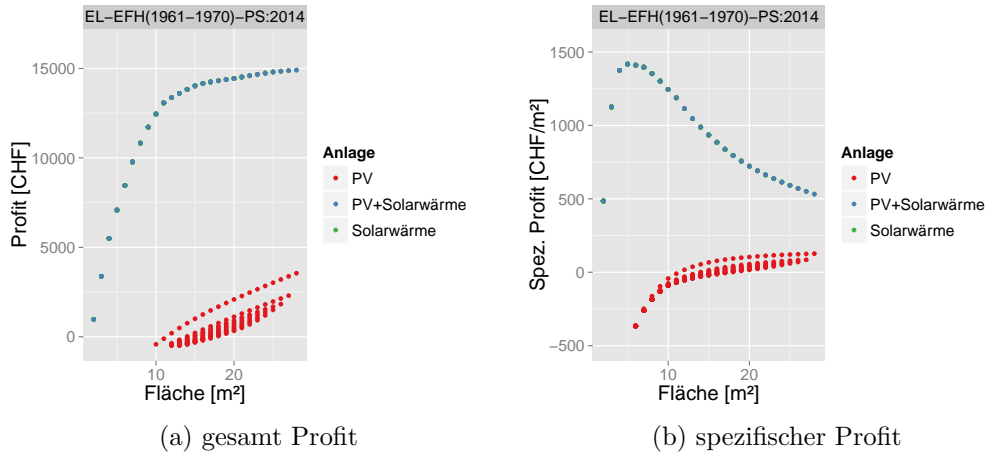 EL−EFH(1961−1970)−PS:2014
15000
10000
5000
0
Profit [CHF]
10
20
Fläche [m²]
Anlage
PV
PV+Solarwärme
Solarwärme
(a) gesamt Profit
EL−EFH(1961−1970)−PS:2014
1500
1000
500
0
−500
Spez. Profit [CHF/m²]
10
20
Fläche [m²]
Anlage
PV
PV+Solarwärme
Solarwärme
(b) spezifischer Profit